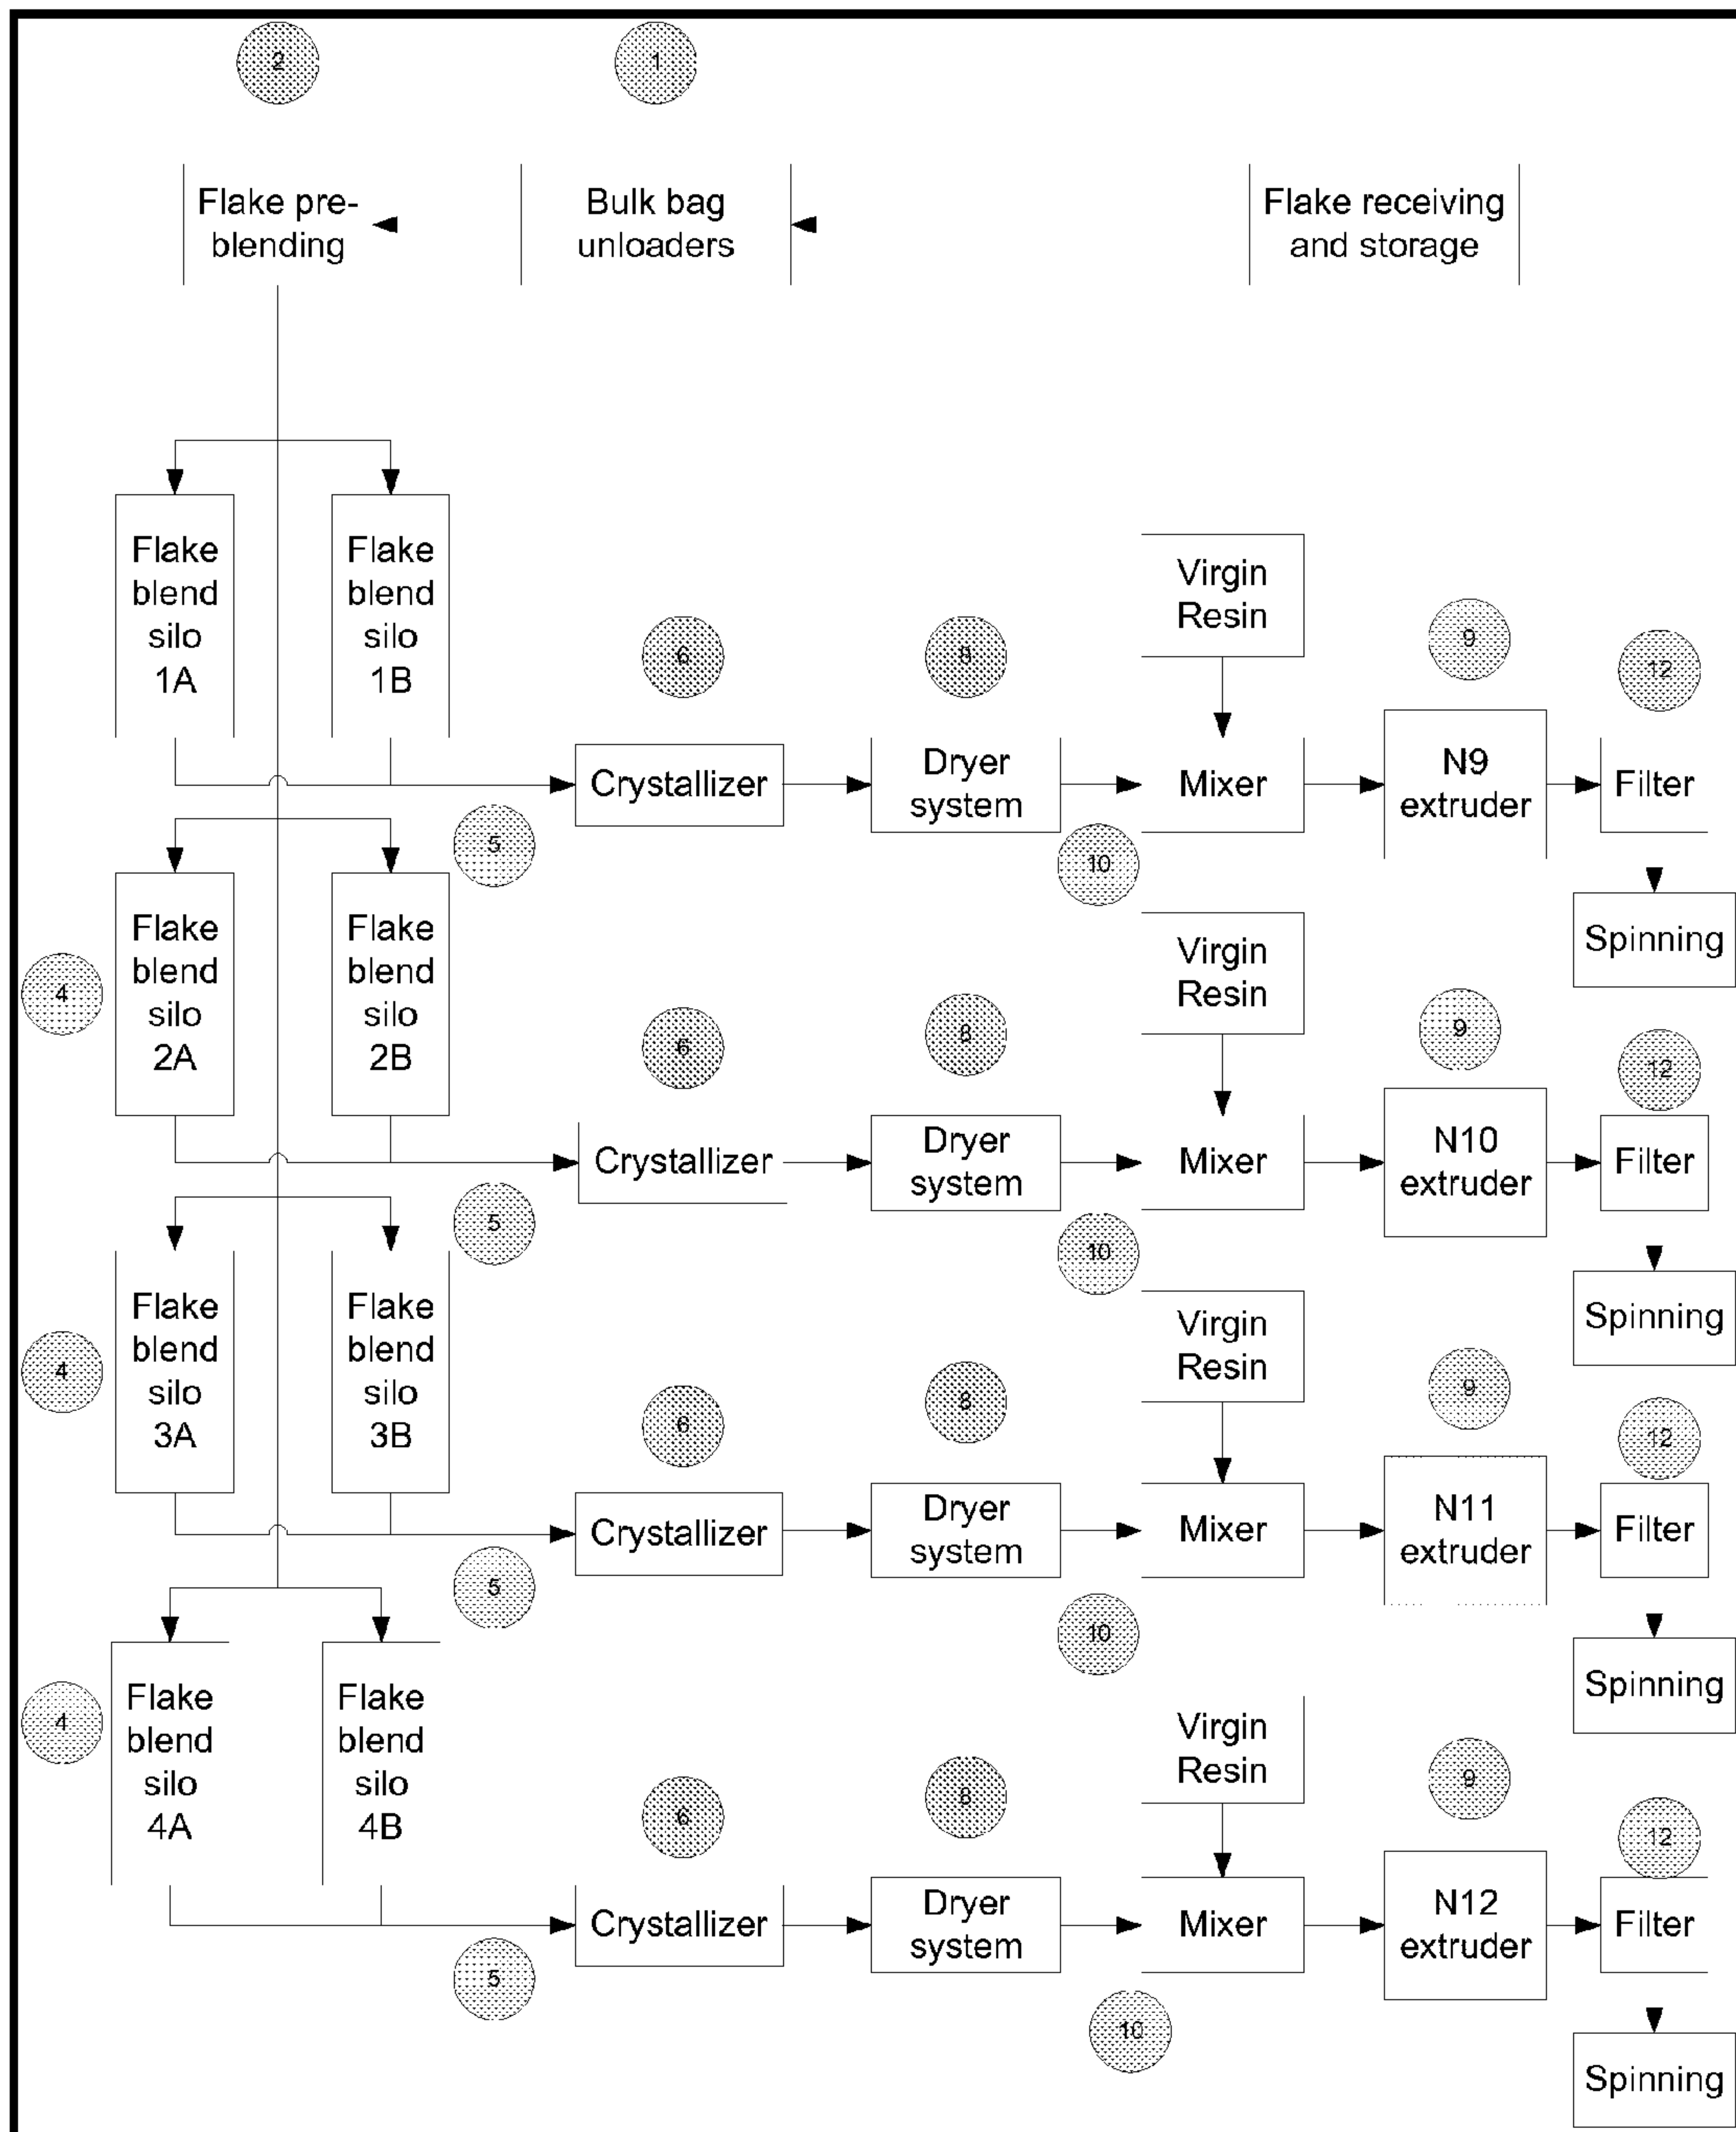 2
1
Flake pre-
blending
Bulk bag
unloaders
Flake receiving
and storage
Flake
blend
silo
1A
Flake
blend
silo
1B
6
8
Virgin
Resin
9
12
Crystallizer
Dryer
system
Mixer
N9
extruder
Filter
5
10
Spinning
4
Flake
blend
silo
2A
Flake
blend
silo
2B
6
8
Virgin
Resin
9
12
Crystallizer
Dryer
system
Mixer
N10
extruder
Filter
5
10
Spinning
4
Flake
blend
silo
3A
Flake
blend
silo
3B
6
8
Virgin
Resin
9
12
Crystallizer
Dryer
system
Mixer
N11
extruder
Filter
5
10
Spinning
4
Flake
blend
silo
4A
Flake
blend
silo
4B
6
8
Virgin
Resin
9
12
Crystallizer
Dryer
system
Mixer
N12
extruder
Filter
5
10
Spinning